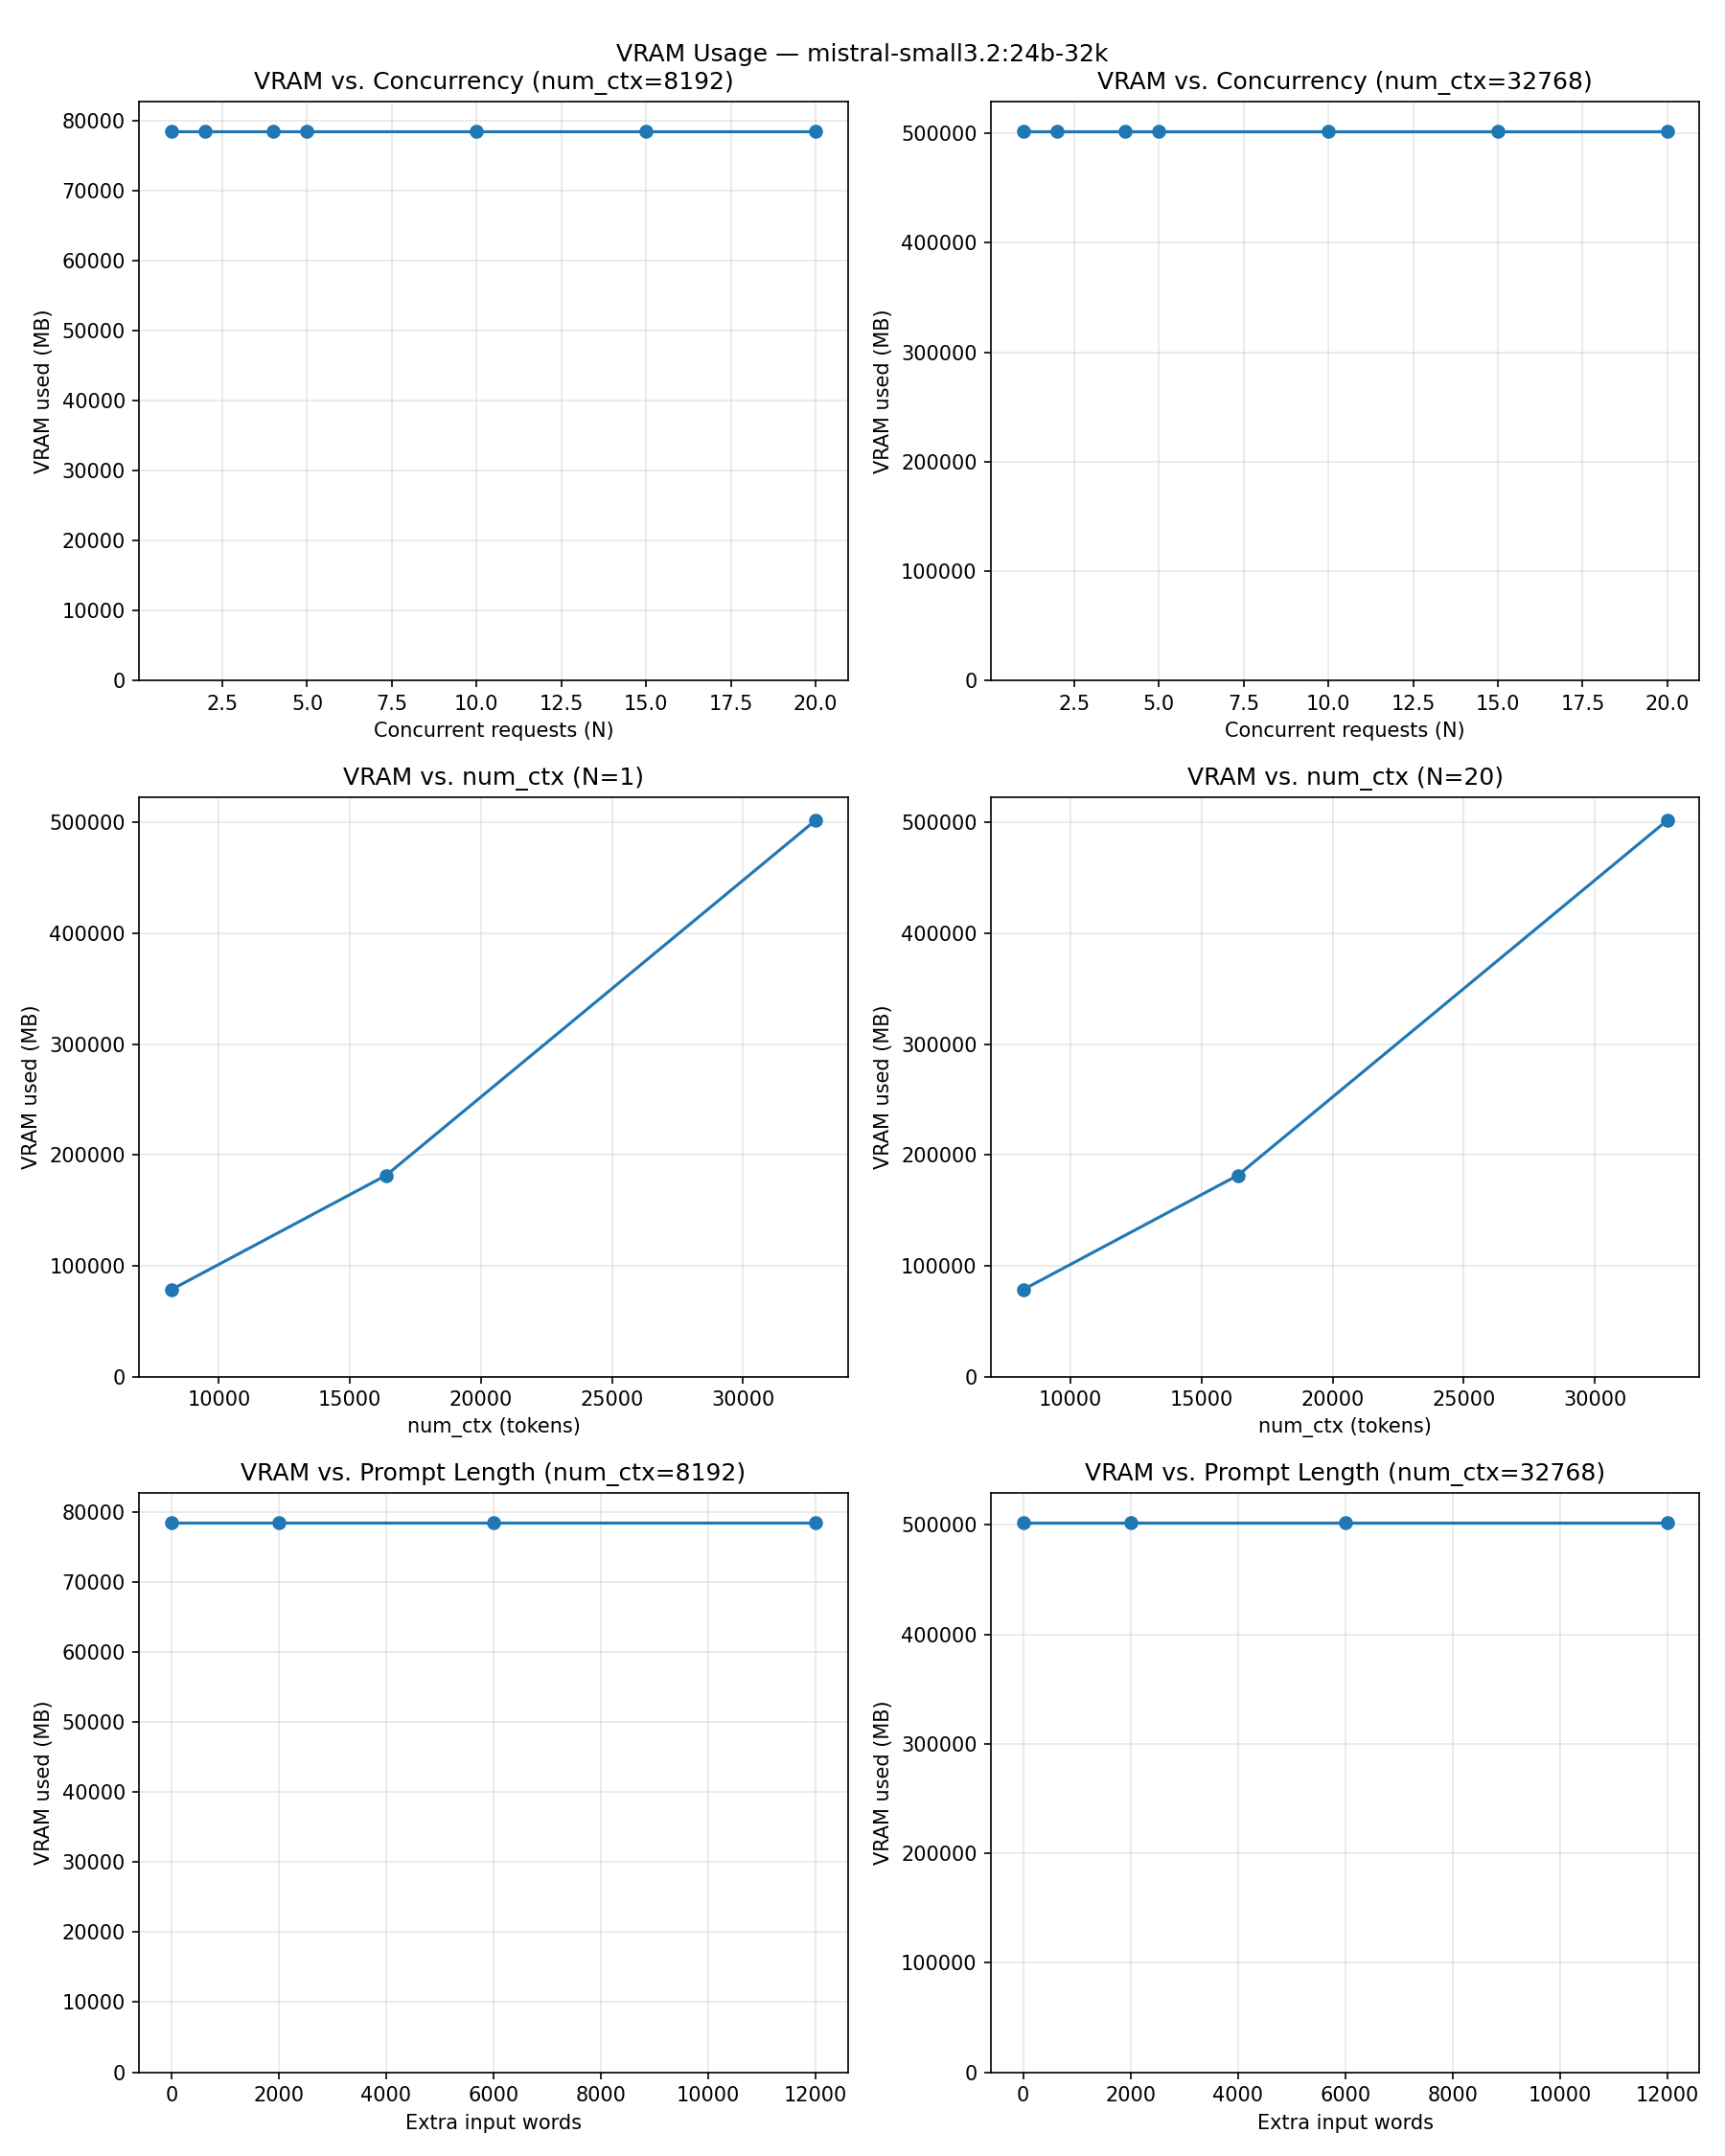 VRAM Usage — mistral-small3.2:24b-32k
VRAM vs. Concurrency (num_ctx=8192)
VRAM used (MB)
80000
70000
60000
50000
40000
30000
20000
10000
0
2.5 5.0 7.5 10.0 12.5 15.0 17.5 20.0
Concurrent requests (N)
VRAM vs. Concurrency (num_ctx=32768)
VRAM used (MB)
500000
400000
300000
200000
100000
0
2.5 5.0 7.5 10.0 12.5 15.0 17.5 20.0
Concurrent requests (N)
VRAM vs. num_ctx (N=1)
VRAM used (MB)
500000
400000
300000
200000
100000
0
10000 15000 20000 25000 30000
num_ctx (tokens)
VRAM vs. num_ctx (N=20)
VRAM used (MB)
500000
400000
300000
200000
100000
0
10000 15000 20000 25000 30000
num_ctx (tokens)
VRAM vs. Prompt Length (num_ctx=8192)
VRAM used (MB)
80000
70000
60000
50000
40000
30000
20000
10000
0
0 2000 4000 6000 8000 10000 12000
Extra input words
VRAM vs. Prompt Length (num_ctx=32768)
VRAM used (MB)
500000
400000
300000
200000
100000
0
0 2000 4000 6000 8000 10000 12000
Extra input words